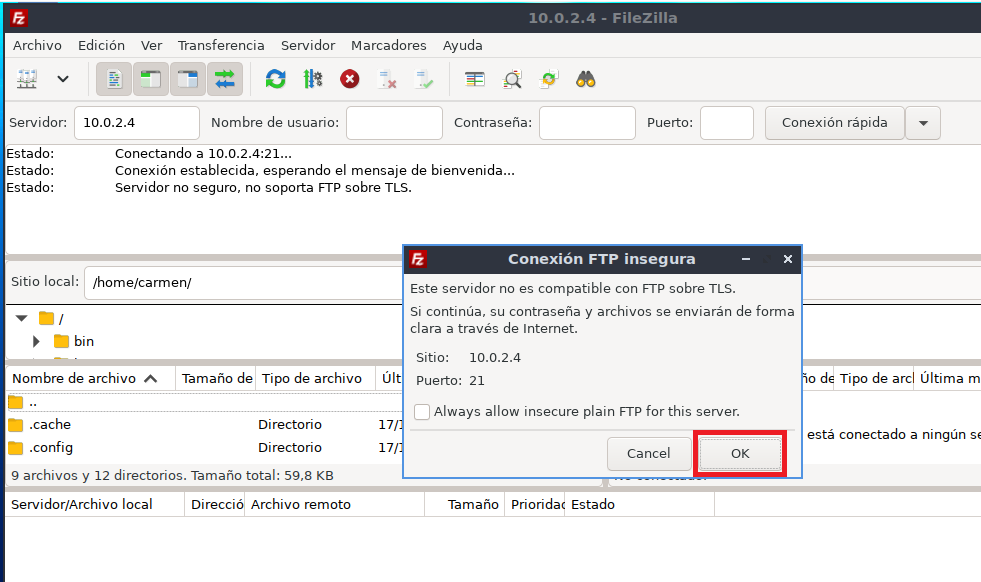 10.0.2.4 - FileZilla
Archivo Edición Ver Transferencia Servidor Marcadores Ayuda
Servidor: 10.0.2.4 Nombre de usuario: Contraseña: Puerto: Conexión rápida
Estado: Conectando a 10.0.2.4:21...
Estado: Conexión establecida, esperando el mensaje de bienvenida...
Estado: Servidor no seguro, no soporta FTP sobre TLS.
Sitio local: /home/carmen/
/
bin
Nombre de archivo Tamaño de Tipo de archivo Últ
..
.cache Directorio 17/
.config Directorio 17/
9 archivos y 12 directorios. Tamaño total: 59,8 KB
Conexión FTP insegura
Este servidor no es compatible con FTP sobre TLS.
Si continúa, su contraseña y archivos se enviarán de forma
clara a través de Internet.
Sitio: 10.0.2.4
Puerto: 21
Always allow insecure plain FTP for this server.
Cancel OK
ño de Tipo de arcl Última m
está conectado a ningún se
Servidor/Archivo local Direcció Archivo remoto Tamaño Prioridad Estado